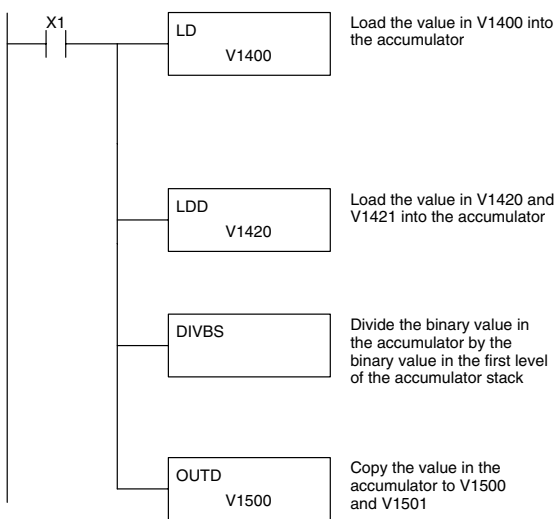 X1
LD
V1400
Load the value in V1400 into
the accumulator
LDD
V1420
Load the value in V1420 and
V1421 into the accumulator
DIVBS
Divide the binary value in
the accumulator by the
binary value in the first level
of the accumulator stack
OUTD
V1500
Copy the value in the
accumulator to V1500
and V1501